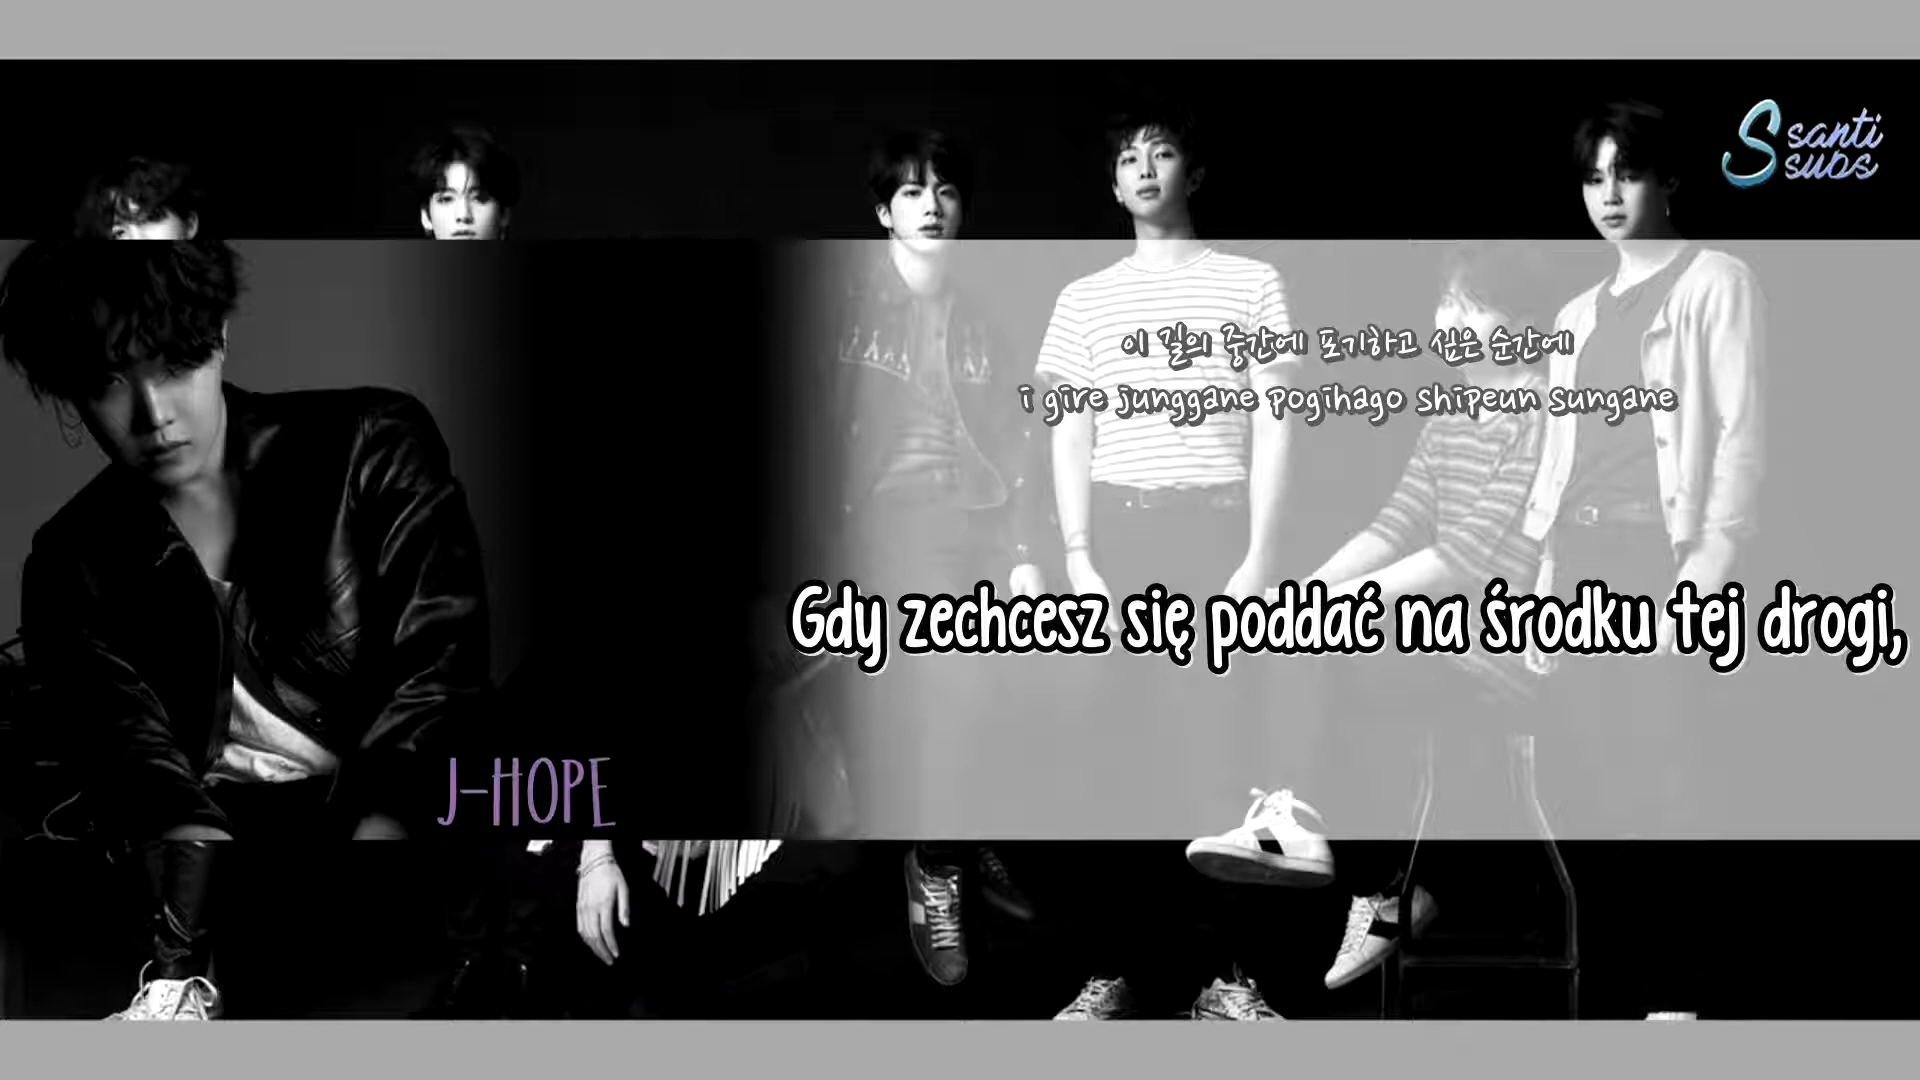 Ssanti
subs
이 길의 중간에 포기하고 싶은 순간에
i gire junggane pogihago shipeun sungane
Gdy zechcesz się poddać na środku tej drogi,
J-HOPE